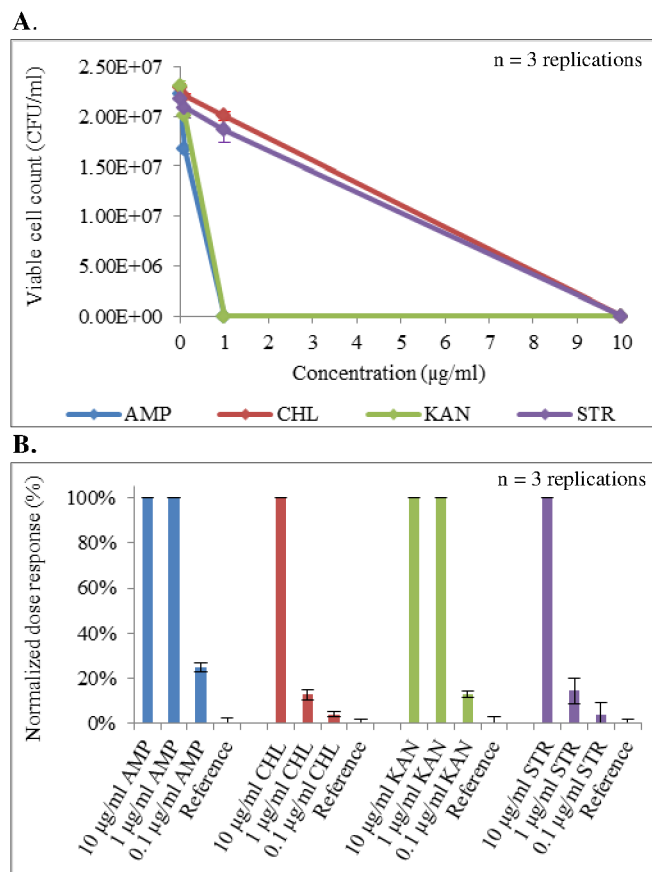 A.
n = 3 replications
Viable cell count (CFU/ml)
2.50E+07
2.00E+07
1.50E+07
1.00E+07
5.00E+06
0.00E+00
0 1 2 3 4 5 6 7 8 9 10
Concentration (µg/ml)
AMP CHL KAN STR
B.
n = 3 replications
Normalized dose response (%)
100%
80%
60%
40%
20%
0%
10 µg/ml AMP
1 µg/ml AMP
0.1 µg/ml AMP
Reference
10 µg/ml CHL
1 µg/ml CHL
0.1 µg/ml CHL
Reference
10 µg/ml KAN
1 µg/ml KAN
0.1 µg/ml KAN
Reference
10 µg/ml STR
1 µg/ml STR
0.1 µg/ml STR
Reference